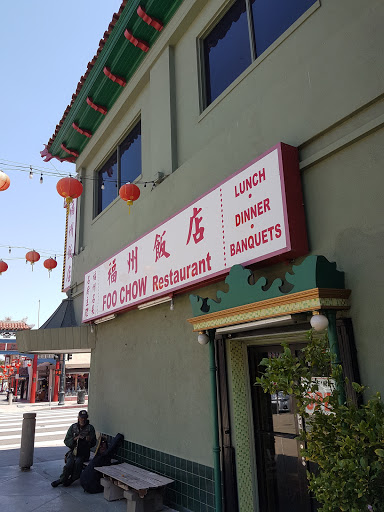 福州飯店
FOO CHOW Restaurant
LUNCH
DINNER
BANQUETS